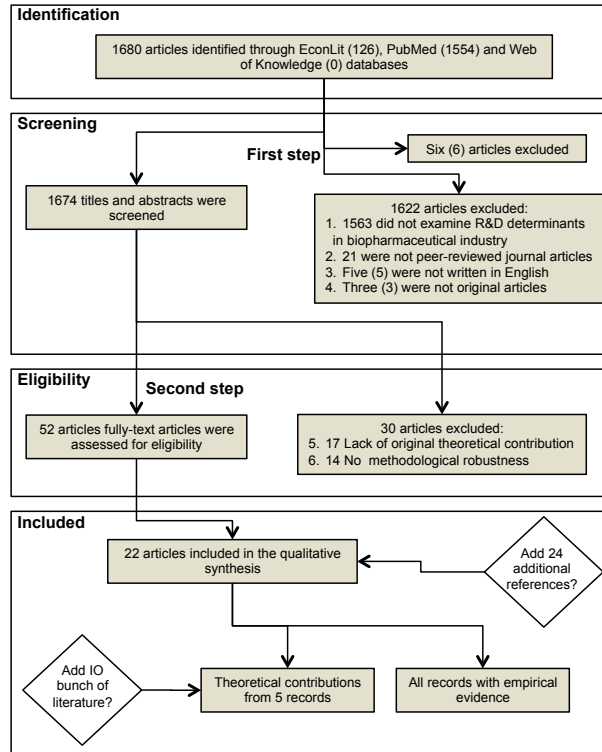 Identification
1680 articles identified through EconLit (126), PubMed (1554) and Web
of Knowledge (0) databases
Screening
First step
Six (6) articles excluded
1674 titles and abstracts were
screened
1622 articles excluded:
1. 1563 did not examine R&D determinants
in biopharmaceutical industry
2. 21 were not peer-reviewed journal articles
3. Five (5) were not written in English
4. Three (3) were not original articles
Eligibility
Second step
52 articles fully-text articles were
assessed for eligibility
30 articles excluded:
5. 17 Lack of original theoretical contribution
6. 14 No methodological robustness
Included
22 articles included in the qualitative
synthesis
Add 24
additional
references?
Add IO
bunch of
literature?
Theoretical contributions
from 5 records
All records with empirical
evidence